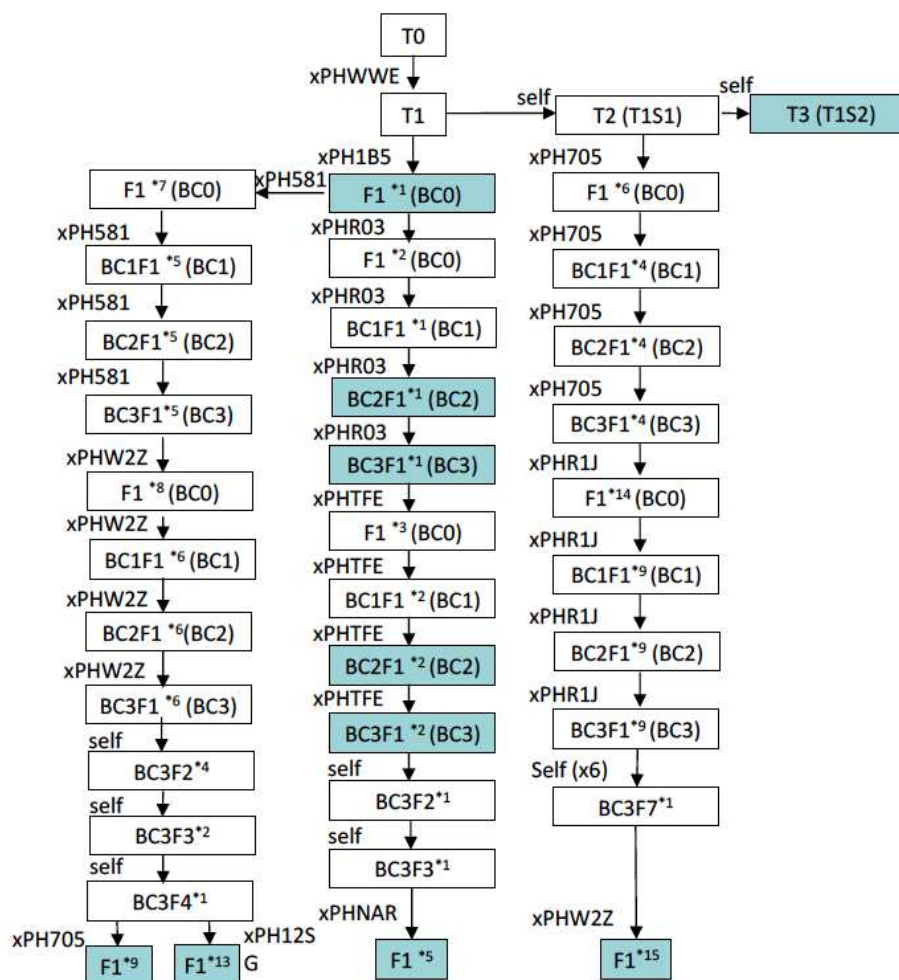 T0
xPHWWE
T1
self
T2 (T1S1)
self
T3 (T1S2)
xPH1B5
F1 *1 (BC0)
xPH581
F1 *7 (BC0)
xPH581
BC1F1 *5 (BC1)
xPH581
BC2F1*5 (BC2)
xPH581
BC3F1*5 (BC3)
xPHW2Z
F1 *8 (BC0)
xPHW2Z
BC1F1 *6 (BC1)
xPHW2Z
BC2F1 *6(BC2)
xPHW2Z
BC3F1 *6 (BC3)
self
BC3F2*4
self
BC3F3*2
self
BC3F4*1
xPH705
F1*9
xPH12S
G
F1*13
xPHR03
F1 *2 (BC0)
xPHR03
BC1F1 *1 (BC1)
xPHR03
BC2F1*1 (BC2)
xPHR03
BC3F1*1 (BC3)
xPHTFE
F1 *3 (BC0)
xPHTFE
BC1F1 *2 (BC1)
xPHTFE
BC2F1 *2 (BC2)
xPHTFE
BC3F1 *2 (BC3)
self
BC3F2*1
self
BC3F3*1
xPHNAR
F1 *5
xPH705
F1 *6 (BC0)
xPH705
BC1F1*4 (BC1)
xPH705
BC2F1*4 (BC2)
xPH705
BC3F1*4 (BC3)
xPHR1J
F1*14 (BC0)
xPHR1J
BC1F1*9 (BC1)
xPHR1J
BC2F1*9 (BC2)
xPHR1J
BC3F1*9 (BC3)
Self (x6)
BC3F7*1
xPHW2Z
F1*15